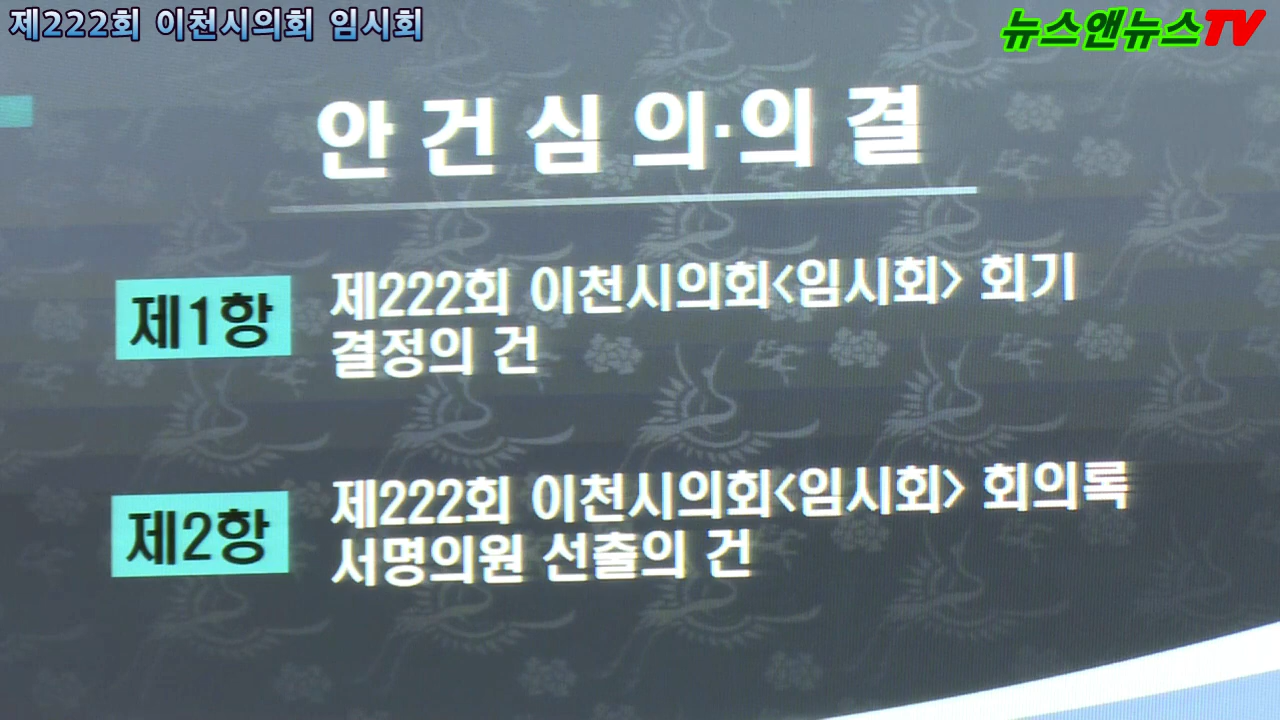 제222회 이천시의회 임시회
뉴스앤뉴스TV
안건심의·의결
제1항
제222회 이천시의회<임시회> 회기
결정의 건
제2항
제222회 이천시의회<임시회> 회의록
서명의원 선출의 건